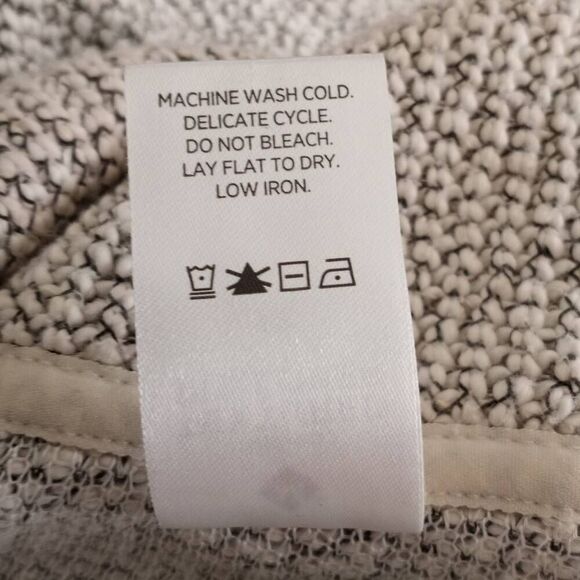 MACHINE WASH COLD.
DELICATE CYCLE.
DO NOT BLEACH.
LAY FLAT TO DRY.
LOW IRON.